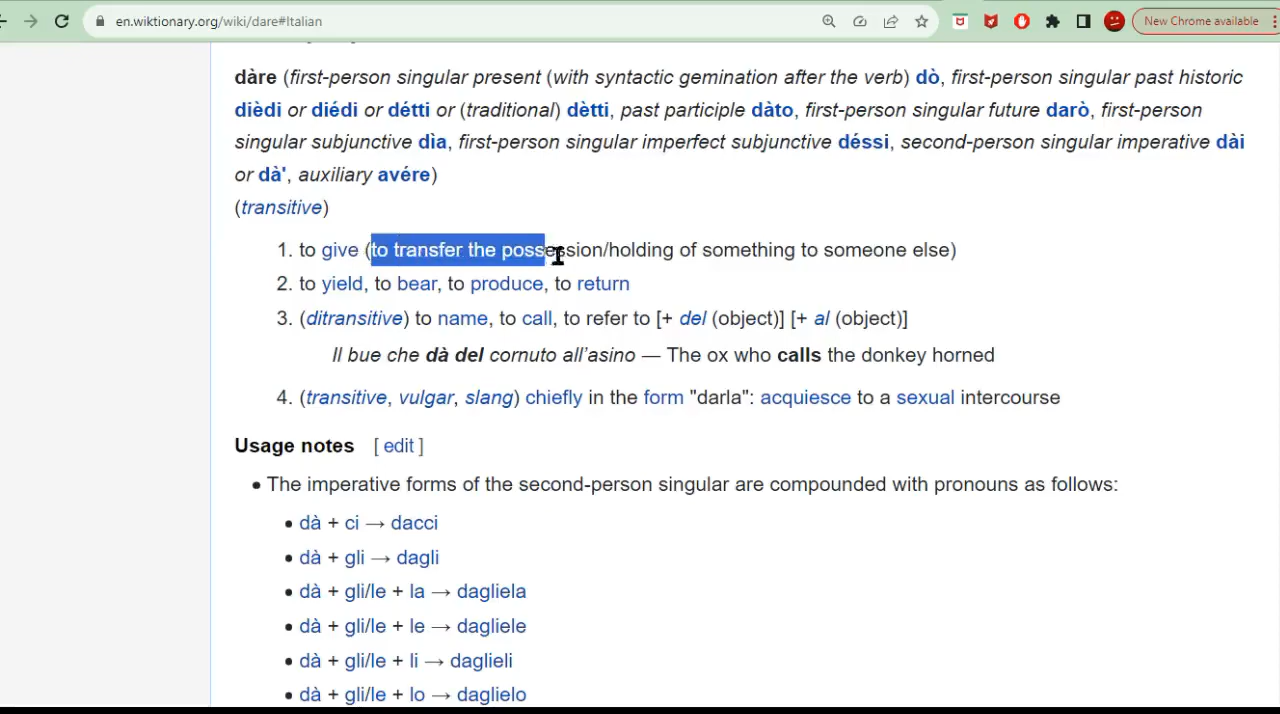 en.wiktionary.org/wiki/dare#Italian
New Chrome available
dàre (first-person singular present (with syntactic gemination after the verb) dò, first-person singular past historic
dièdi or diédi or détti or (traditional) dètti, past participle dàto, first-person singular future darò, first-person
singular subjunctive dìa, first-person singular imperfect subjunctive déssi, second-person singular imperative dài
or dà', auxiliary avére)
(transitive)
1. to give (to transfer the possession/holding of something to someone else)
2. to yield, to bear, to produce, to return
3. (ditransitive) to name, to call, to refer to [+ del (object)] [+ al (object)]
Il bue che dà del cornuto all’asino — The ox who calls the donkey horned
4. (transitive, vulgar, slang) chiefly in the form "darla": acquiesce to a sexual intercourse
Usage notes [ edit ]
• The imperative forms of the second-person singular are compounded with pronouns as follows:
• dà + ci → dacci
• dà + gli → dagli
• dà + gli/le + la → dagliela
• dà + gli/le + le → dagliele
• dà + gli/le + li → daglieli
• dà + gli/le + lo → daglielo